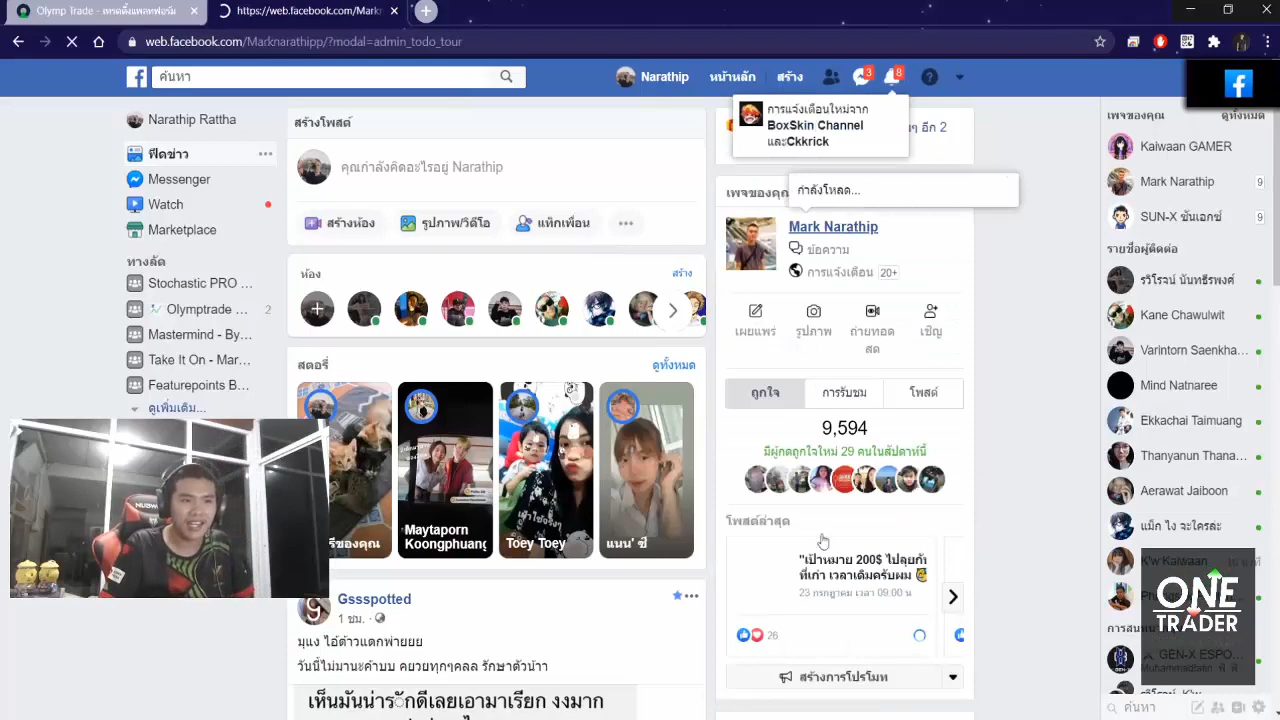 Olymp Trade - เทรดดิ้งแพลตฟอร์ม
https://web.facebook.com/Mark
web.facebook.com/Marknarathipp/?modal=admin_todo_tour
ค้นหา
Narathip
หน้าหลัก
สร้าง
3
8
การแจ้งเตือนใหม่จาก
BoxSkin Channel
และCkkrick
ๆ อีก 2
Narathip Rattha
ฟีดข่าว
Messenger
Watch
Marketplace
ทางลัด
Stochastic PRO ...
Olymptrade ...
2
Mastermind - By...
Take It On - Mar...
Featurepoints B...
ดูเพิ่มเติม...
สร้างโพสต์
คุณกำลังคิดอะไรอยู่ Narathip
สร้างห้อง
รูปภาพ/วิดีโอ
แท็กเพื่อน
ห้อง
สร้าง
สตอรี่
ดูทั้งหมด
รีของคุณ
Maytaporn
Koongphuang
Toey Toey
แนน' ซี่
Gssspotted
1 ชม.
มุแง ไอ่ต้าวแตกพ่ายยย
วันนี้ไม่มานะค้าบบ คยวยทุกๆคลล รักษาตัวน้าา
เห็นมันน่ารักดีเลยเอามาเรียก งงมาก
เพจของคุณ
กำลังโหลด...
Mark Narathip
ข้อความ
การแจ้งเตือน 20+
เผยแพร่
รูปภาพ
ถ่ายทอด
สด
เชิญ
ถูกใจ
การรับชม
โพสต์
9,594
มีผู้กดถูกใจใหม่ 29 คนในสัปดาห์นี้
โพสต์ล่าสุด
"เป้าหมาย 200$ ไปลุยกัน
ที่เก่า เวลาเดิมครับผม
23 กรกฎาคม เวลา 09.00 น
26
สร้างการโปรโมท
เพจของคุณ
ดูทั้งหมด
Kaiwaan GAMER
Mark Narathip
9
SUN-X ซันเอกซ์
9
รายชื่อผู้ติดต่อ
รวิโรจน์ นันทธีรพงศ์
Kane Chawulwit
Varintorn Saenkha...
Mind Natnaree
Ekkachai Taimuang
Thanyanun Thana...
Aerawat Jaiboon
แม็ก ไง จะใครล่ะ
K'w Kaiwaan
ONE
TRADER
GEN-X ESPO...
ค้นหา